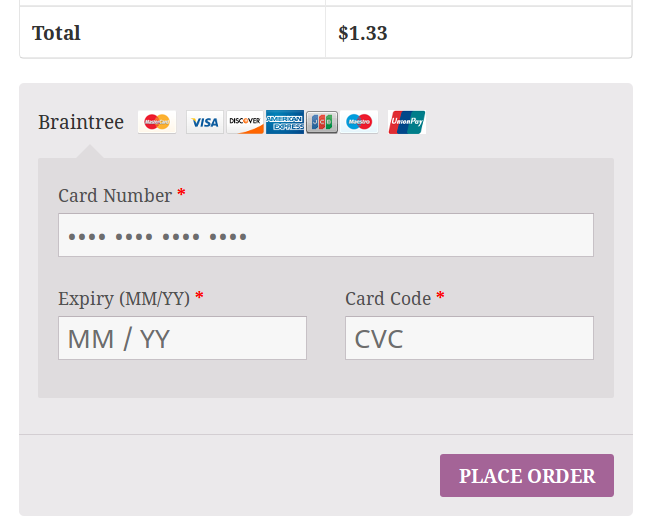 Total $1.33
Braintree MasterCard VISA DISCOVER AMERICAN EXPRESS JCB Maestro UnionPay
Card Number *
•••• •••• •••• ••••
Expiry (MM/YY) * Card Code *
MM / YY CVC
PLACE ORDER